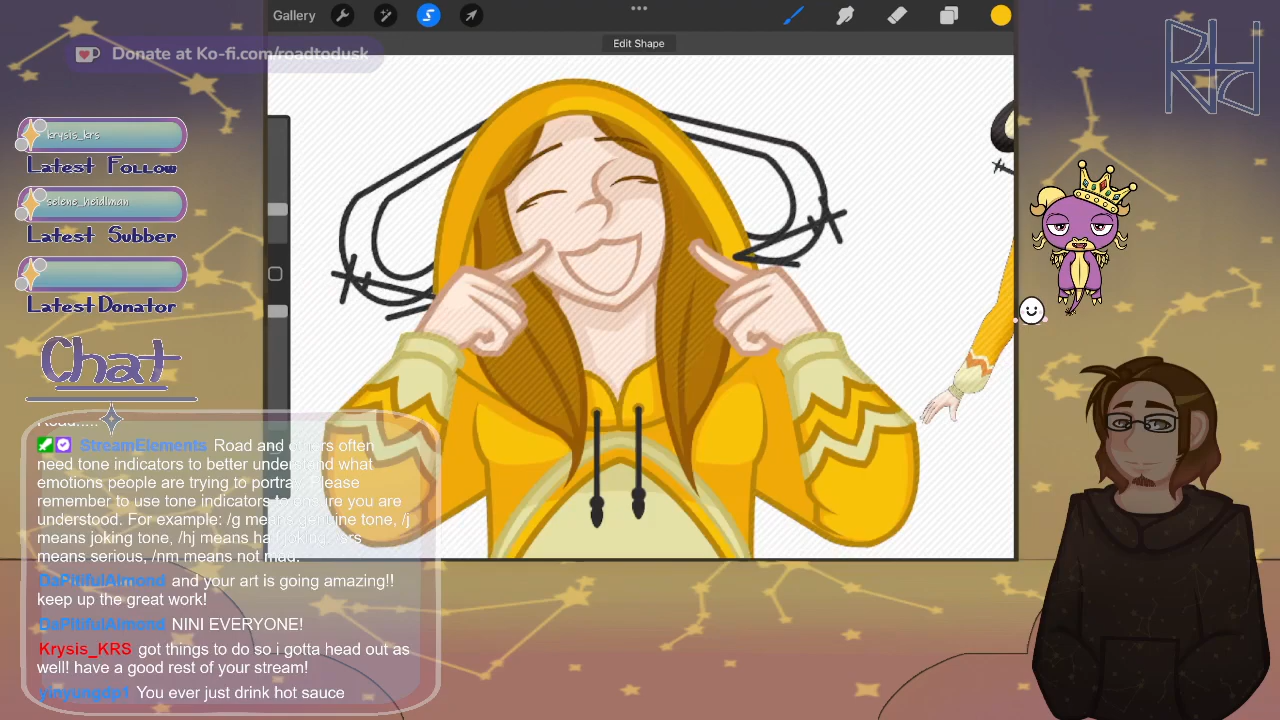 Gallery
Edit Shape
Donate at Ko-fi.com/roadtodusk
RHd
krysis_krs
Latest Follow
selene_heidlman
Latest Subber
Latest Donator
Chat
Road.....
StreamElements Road and others often
need tone indicators to better understand what
emotions people are trying to portray. Please
remember to use tone indicators to ensure you are
understood. For example: /g means genuine tone, /j
means joking tone, /hj means half joking, /srs
means serious, /nm means not mad.
DaPitifulAlmond and your art is going amazing!!
keep up the great work!
DaPitifulAlmond NINI EVERYONE!
Krysis_KRS got things to do so i gotta head out as
well! have a good rest of your stream!
yinyungdp1 You ever just drink hot sauce